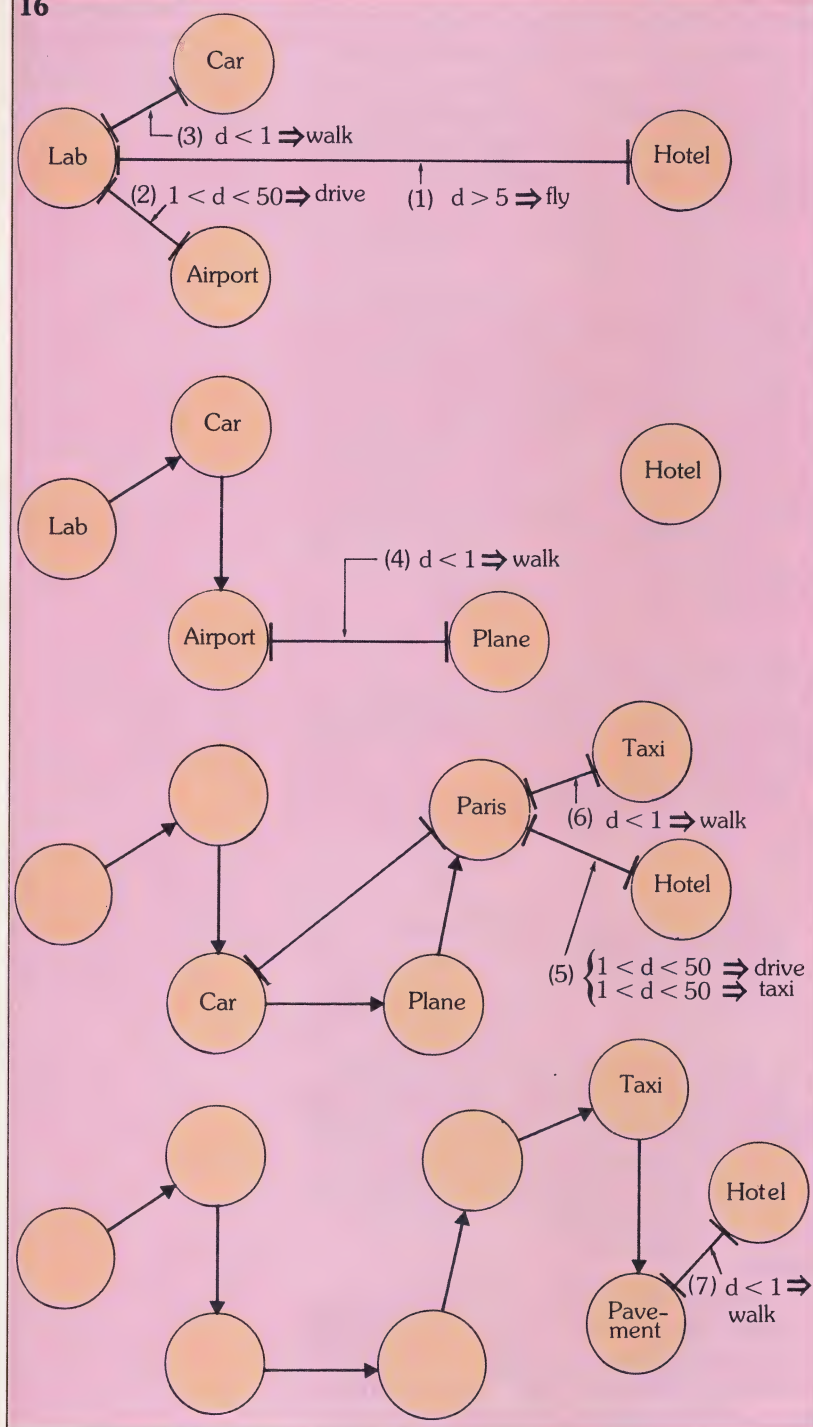 16
Car
(3) d < 1 ⇒ walk
Lab
Hotel
(2) 1 < d < 50 ⇒ drive
(1) d > 5 ⇒ fly
Airport
Car
Hotel
Lab
(4) d < 1 ⇒ walk
Airport
Plane
Taxi
Paris
(6) d < 1 ⇒ walk
Hotel
(5) { 1 < d < 50 ⇒ drive
1 < d < 50 ⇒ taxi
Car
Plane
Taxi
Hotel
(7) d < 1 ⇒
walk
Pave-
ment